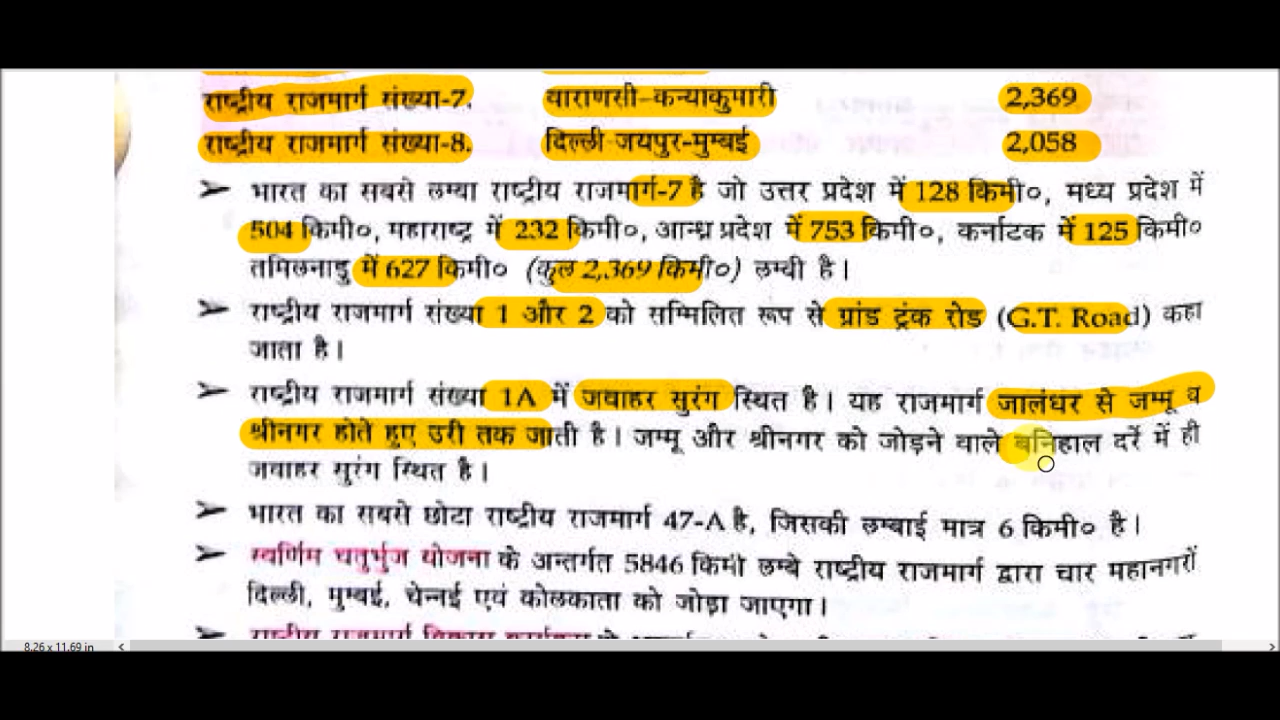 राष्ट्रीय राजमार्ग संख्या-7. वाराणसी–कन्याकुमारी 2,369
राष्ट्रीय राजमार्ग संख्या-8. दिल्ली-जयपुर-मुम्बई 2,058
➤ भारत का सबसे लम्बा राष्ट्रीय राजमार्ग-7 है जो उत्तर प्रदेश में 128 किमी०, मध्य प्रदेश में
504 किमी०, महाराष्ट्र में 232 किमी०, आन्ध्र प्रदेश में 753 किमी०, कर्नाटक में 125 किमी०
तमिलनाडु में 627 किमी० (कुल 2,369 किमी०) लम्बी है।
➤ राष्ट्रीय राजमार्ग संख्या 1 और 2 को सम्मिलित रूप से ग्रांड ट्रंक रोड (G.T. Road) कहा
जाता है।
➤ राष्ट्रीय राजमार्ग संख्या 1A में जवाहर सुरंग स्थित है। यह राजमार्ग जालंधर से जम्मू व
श्रीनगर होते हुए उरी तक जाती है। जम्मू और श्रीनगर को जोड़ने वाले बनिहाल दर्रे में ही
जवाहर सुरंग स्थित है।
➤ भारत का सबसे छोटा राष्ट्रीय राजमार्ग 47-A है, जिसकी लम्बाई मात्र 6 किमी० है।
➤ स्वर्णिम चतुर्भुज योजना के अन्तर्गत 5846 किमी लम्बे राष्ट्रीय राजमार्ग द्वारा चार महानगरों
दिल्ली, मुम्बई, चेन्नई एवं कोलकाता को जोड़ा जाएगा।
➤ राष्ट्रीय राजमार्ग विकास कार्यक्रम
8.26 x 11.69 in